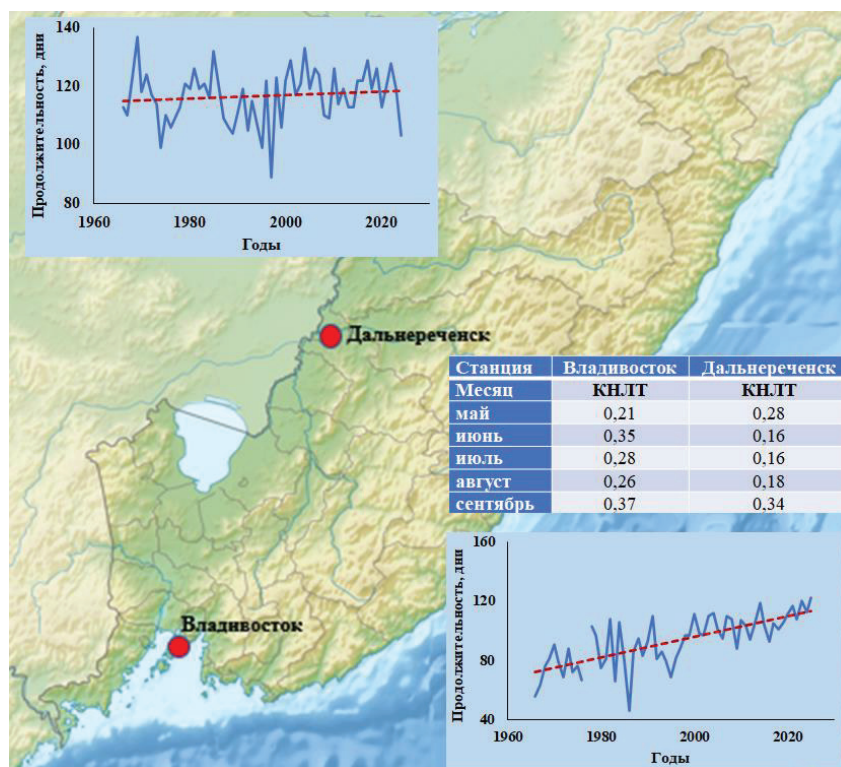 140
120
100
80
1960
1980
2000
2020
Продолжительность, дни
Годы
Дальнереченск
Станция Владивосток Дальнереченск
Месяц КНЛТ КНЛТ
май 0,21 0,28
июнь 0,35 0,16
июль 0,28 0,16
август 0,26 0,18
сентябрь 0,37 0,34
Владивосток
160
120
80
40
1960
1980
2000
2020
Продолжительность, дни
Годы